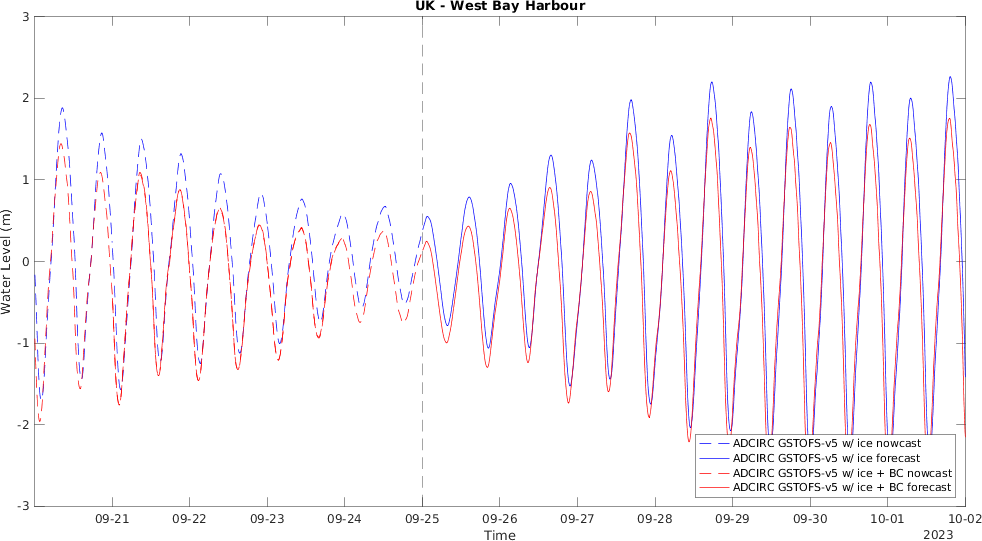 UK - West Bay Harbour
3
2
1
0
-1
-2
-3
Water Level (m)
ADCIRC GSTOFS-v5 w/ ice nowcast
ADCIRC GSTOFS-v5 w/ ice forecast
ADCIRC GSTOFS-v5 w/ ice + BC nowcast
ADCIRC GSTOFS-v5 w/ ice + BC forecast
09-21 09-22 09-23 09-24 09-25 09-26 09-27 09-28 09-29 09-30 10-01 10-02
Time
2023